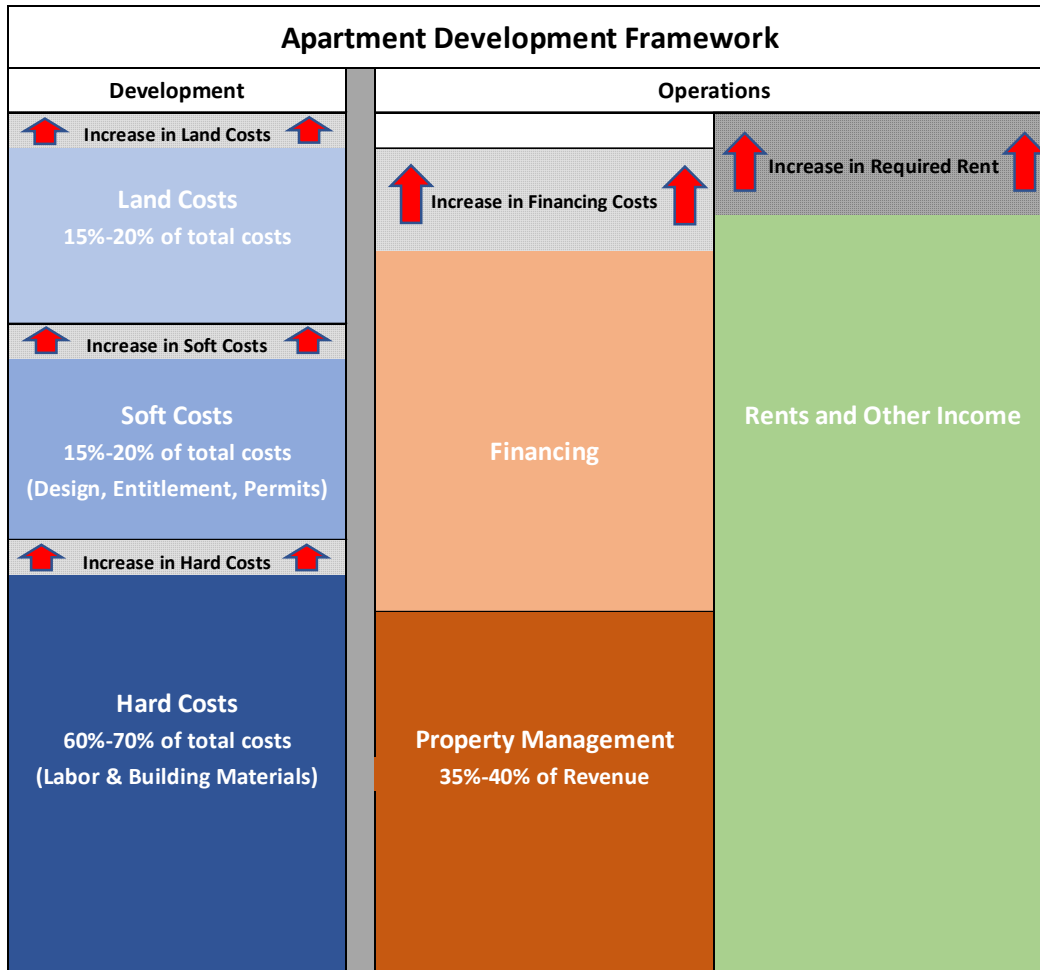 Apartment Development Framework
Development
Operations
Increase in Land Costs
Land Costs
15%-20% of total costs
Increase in Soft Costs
Soft Costs
15%-20% of total costs
(Design, Entitlement, Permits)
Increase in Hard Costs
Hard Costs
60%-70% of total costs
(Labor & Building Materials)
Increase in Financing Costs
Financing
Property Management
35%-40% of Revenue
Increase in Required Rent
Rents and Other Income